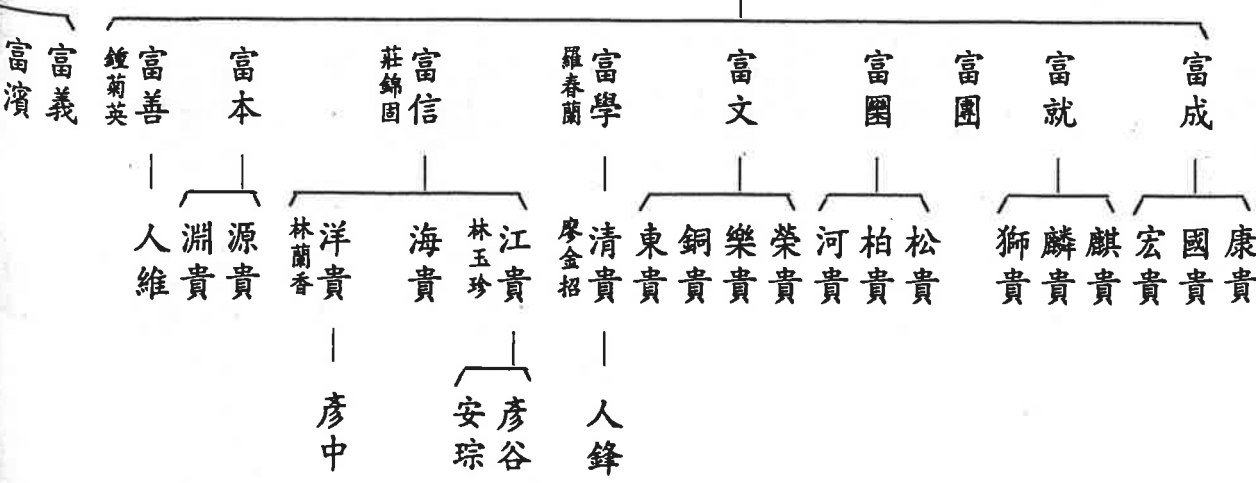 富成
富就
富團
富文
富學
羅春蘭
富信
莊錦固
富本
富善
鍾菊英
富義
富濱
康貴
國貴
宏貴
麒貴
麟貴
獅貴
松貴
柏貴
河貴
榮貴
樂貴
銅貴
東貴
清貴
廖金招
江貴
林玉珍
海貴
洋貴
林蘭香
源貴
淵貴
人維
人鋒
彥谷
安琮
彥中